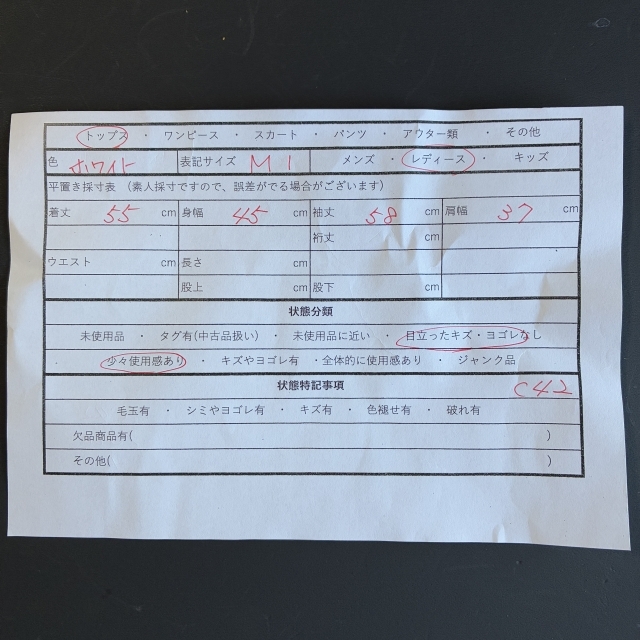 トップス ・ ワンピース ・ スカート ・ パンツ ・ アウター類 ・ その他
色 ホワイト 表記サイズ M 1 メンズ ・ レディース ・ キッズ
平置き採寸表 (素人採寸ですので、誤差がでる場合がございます)
着丈 55 cm 身幅 45 cm 袖丈 58 cm 肩幅 37 cm
裄丈 cm
ウエスト cm 長さ cm
股上 cm 股下 cm
状態分類
未使用品 ・ タグ有(中古品扱い) ・ 未使用品に近い ・ 目立ったキズ・ヨゴレなし
・ 少々使用感あり ・ キズやヨゴレ有 ・全体的に使用感あり ・ ジャンク品
状態特記事項 C42
毛玉有 ・ シミやヨゴレ有 ・ キズ有 ・ 色褪せ有 ・ 破れ有
欠品商品有( )
その他( )